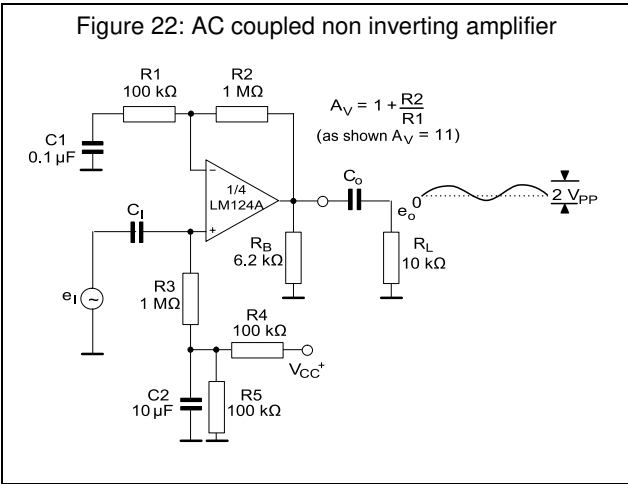 Figure 22: AC coupled non inverting amplifier
R1
100 kΩ
R2
1 MΩ
A_V = 1 + R2/R1
(as shown A_V = 11)
C1
0.1 µF
1/4
LM124A
C_o
e_o
0
2 V_PP
C_I
R_B
6.2 kΩ
R_L
10 kΩ
e_I
~
R3
1 MΩ
R4
100 kΩ
V_CC+
C2
10 µF
R5
100 kΩ